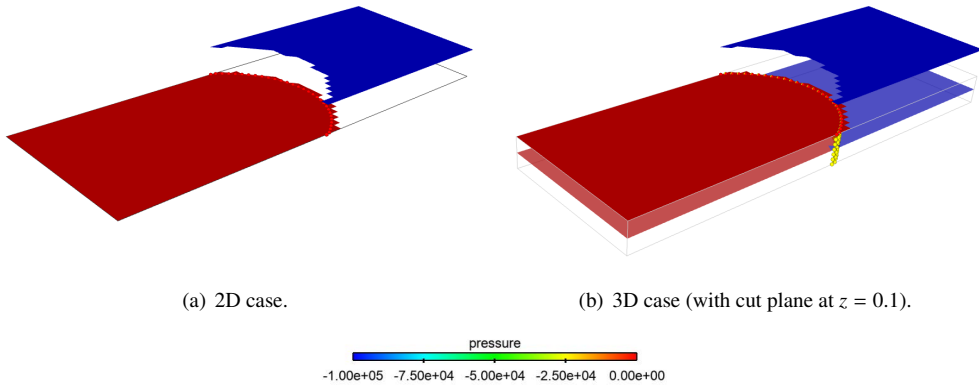 (a) 2D case.
(b) 3D case (with cut plane at z = 0.1).
pressure
-1.00e+05 -7.50e+04 -5.00e+04 -2.50e+04 0.00e+00